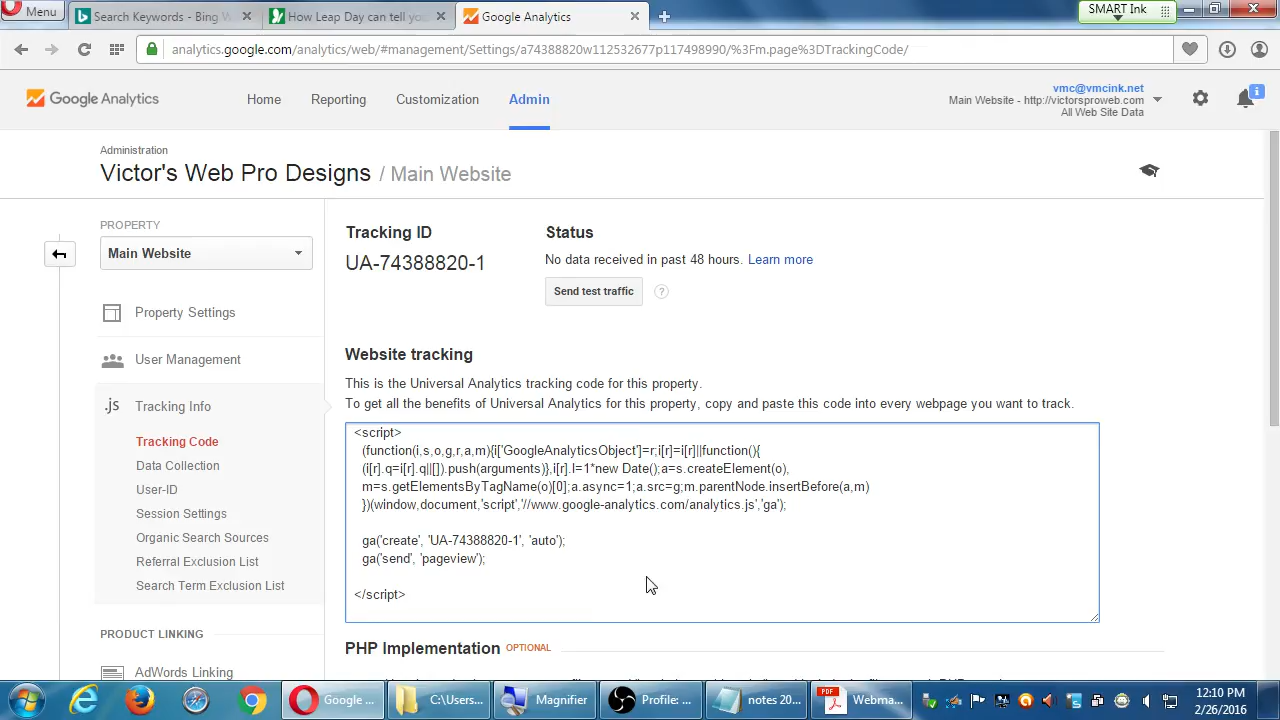 Menu
Search Keywords - Bing W
How Leap Day can tell you
Google Analytics
SMART Ink
analytics.google.com/analytics/web/#management/Settings/a74388820w112532677p117498990/%3Fm.page%3DTrackingCode/
Google Analytics
Home
Reporting
Customization
Admin
vmc@vmcink.net
Main Website - http://victorsproweb.com
All Web Site Data
Administration
Victor's Web Pro Designs / Main Website
PROPERTY
Main Website
Property Settings
User Management
.js Tracking Info
Tracking Code
Data Collection
User-ID
Session Settings
Organic Search Sources
Referral Exclusion List
Search Term Exclusion List
PRODUCT LINKING
AdWords Linking
Tracking ID
UA-74388820-1
Status
No data received in past 48 hours. Learn more
Send test traffic ?
Website tracking
This is the Universal Analytics tracking code for this property.
To get all the benefits of Universal Analytics for this property, copy and paste this code into every webpage you want to track.
<script>
(function(i,s,o,g,r,a,m){i['GoogleAnalyticsObject']=r;i[r]=i[r]||function(){
(i[r].q=i[r].q||[]).push(arguments)},i[r].l=1*new Date();a=s.createElement(o),
m=s.getElementsByTagName(o)[0];a.async=1;a.src=g;m.parentNode.insertBefore(a,m)
})(window,document,'script','//www.google-analytics.com/analytics.js','ga');
ga('create', 'UA-74388820-1', 'auto');
ga('send', 'pageview');
</script>
PHP Implementation OPTIONAL
Google ...
C:\Users...
Magnifier
Profile: ...
notes 20...
PDF
Webma...
12:10 PM
2/26/2016